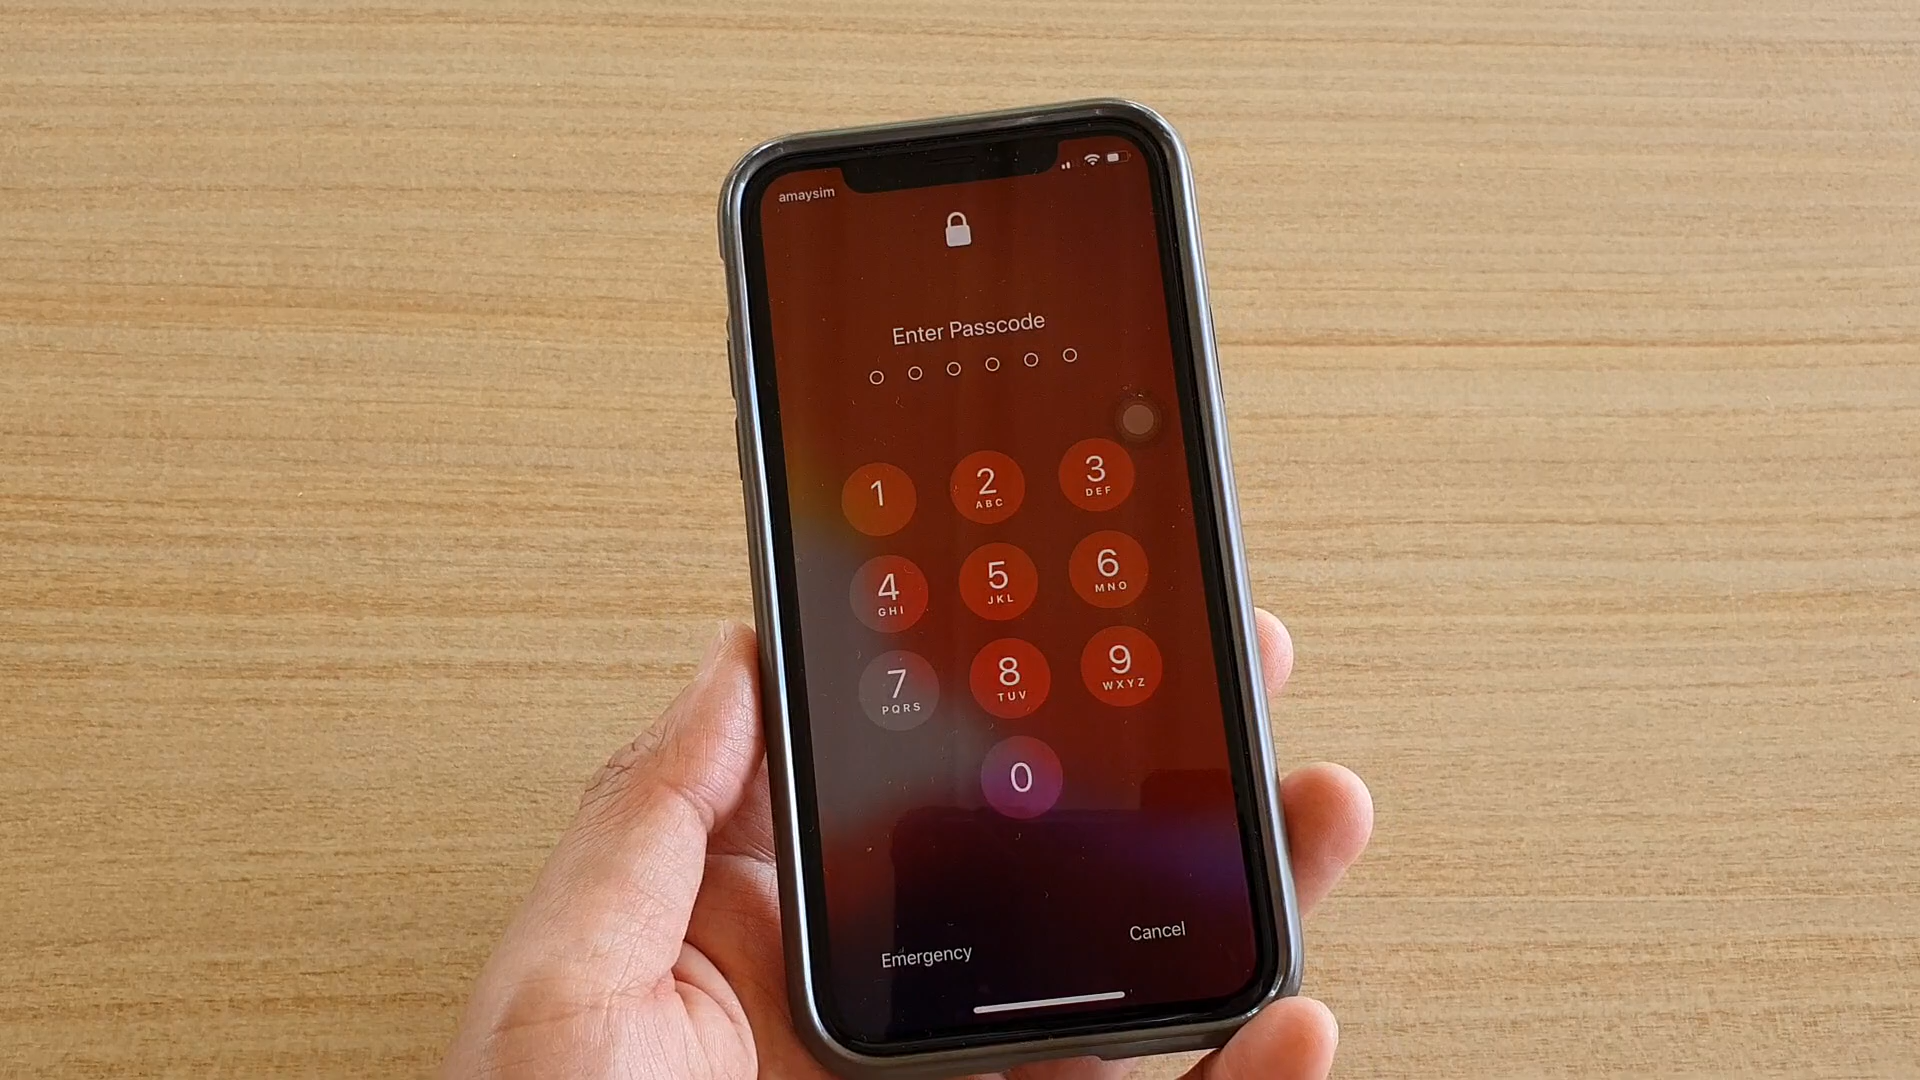 amaysim
Enter Passcode
1
2
ABC
3
DEF
4
GHI
5
JKL
6
MNO
7
PQRS
8
TUV
9
WXYZ
0
Emergency
Cancel